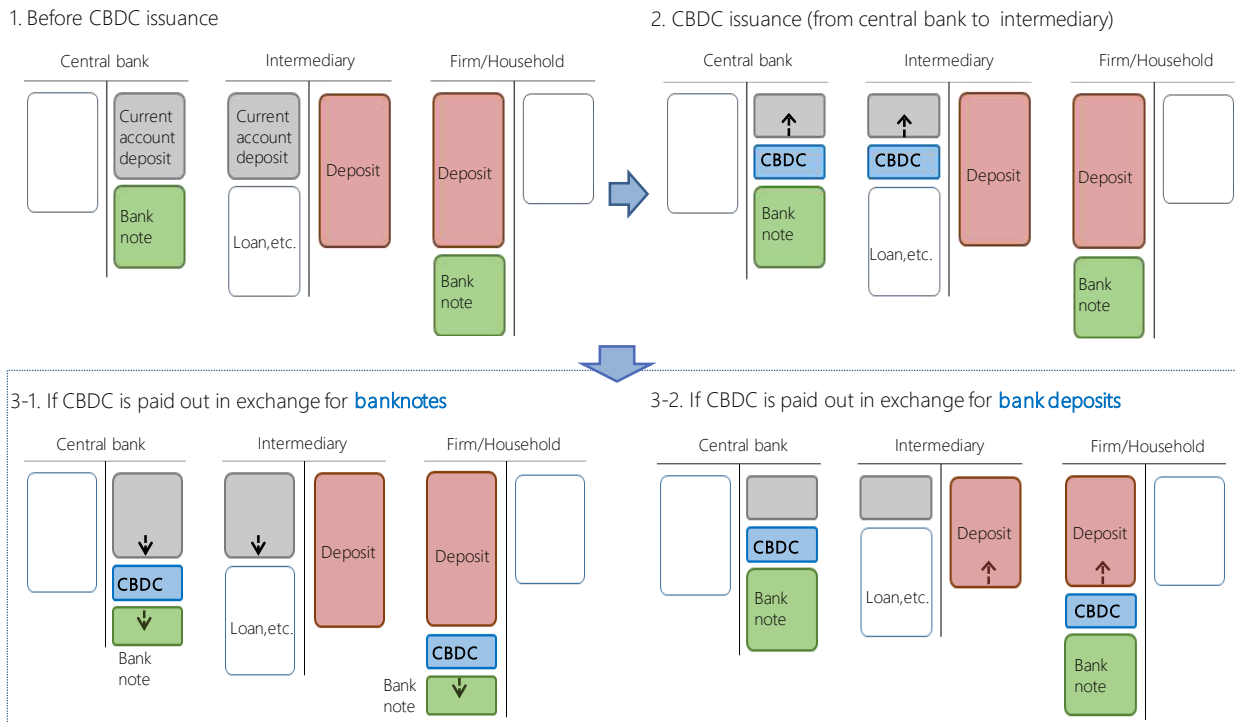 1. Before CBDC issuance
Central bank
Intermediary
Firm/Household
Current
account
deposit
Bank
note
Current
account
deposit
Loan,etc.
Deposit
Deposit
Bank
note
2. CBDC issuance (from central bank to intermediary)
Central bank
Intermediary
Firm/Household
CBDC
Bank
note
CBDC
Loan,etc.
Deposit
Deposit
Bank
note
3-1. If CBDC is paid out in exchange for banknotes
Central bank
Intermediary
Firm/Household
CBDC
Bank
note
Loan,etc.
Deposit
Deposit
CBDC
Bank
note
3-2. If CBDC is paid out in exchange for bank deposits
Central bank
Intermediary
Firm/Household
CBDC
Bank
note
Loan,etc.
Deposit
Deposit
CBDC
Bank
note